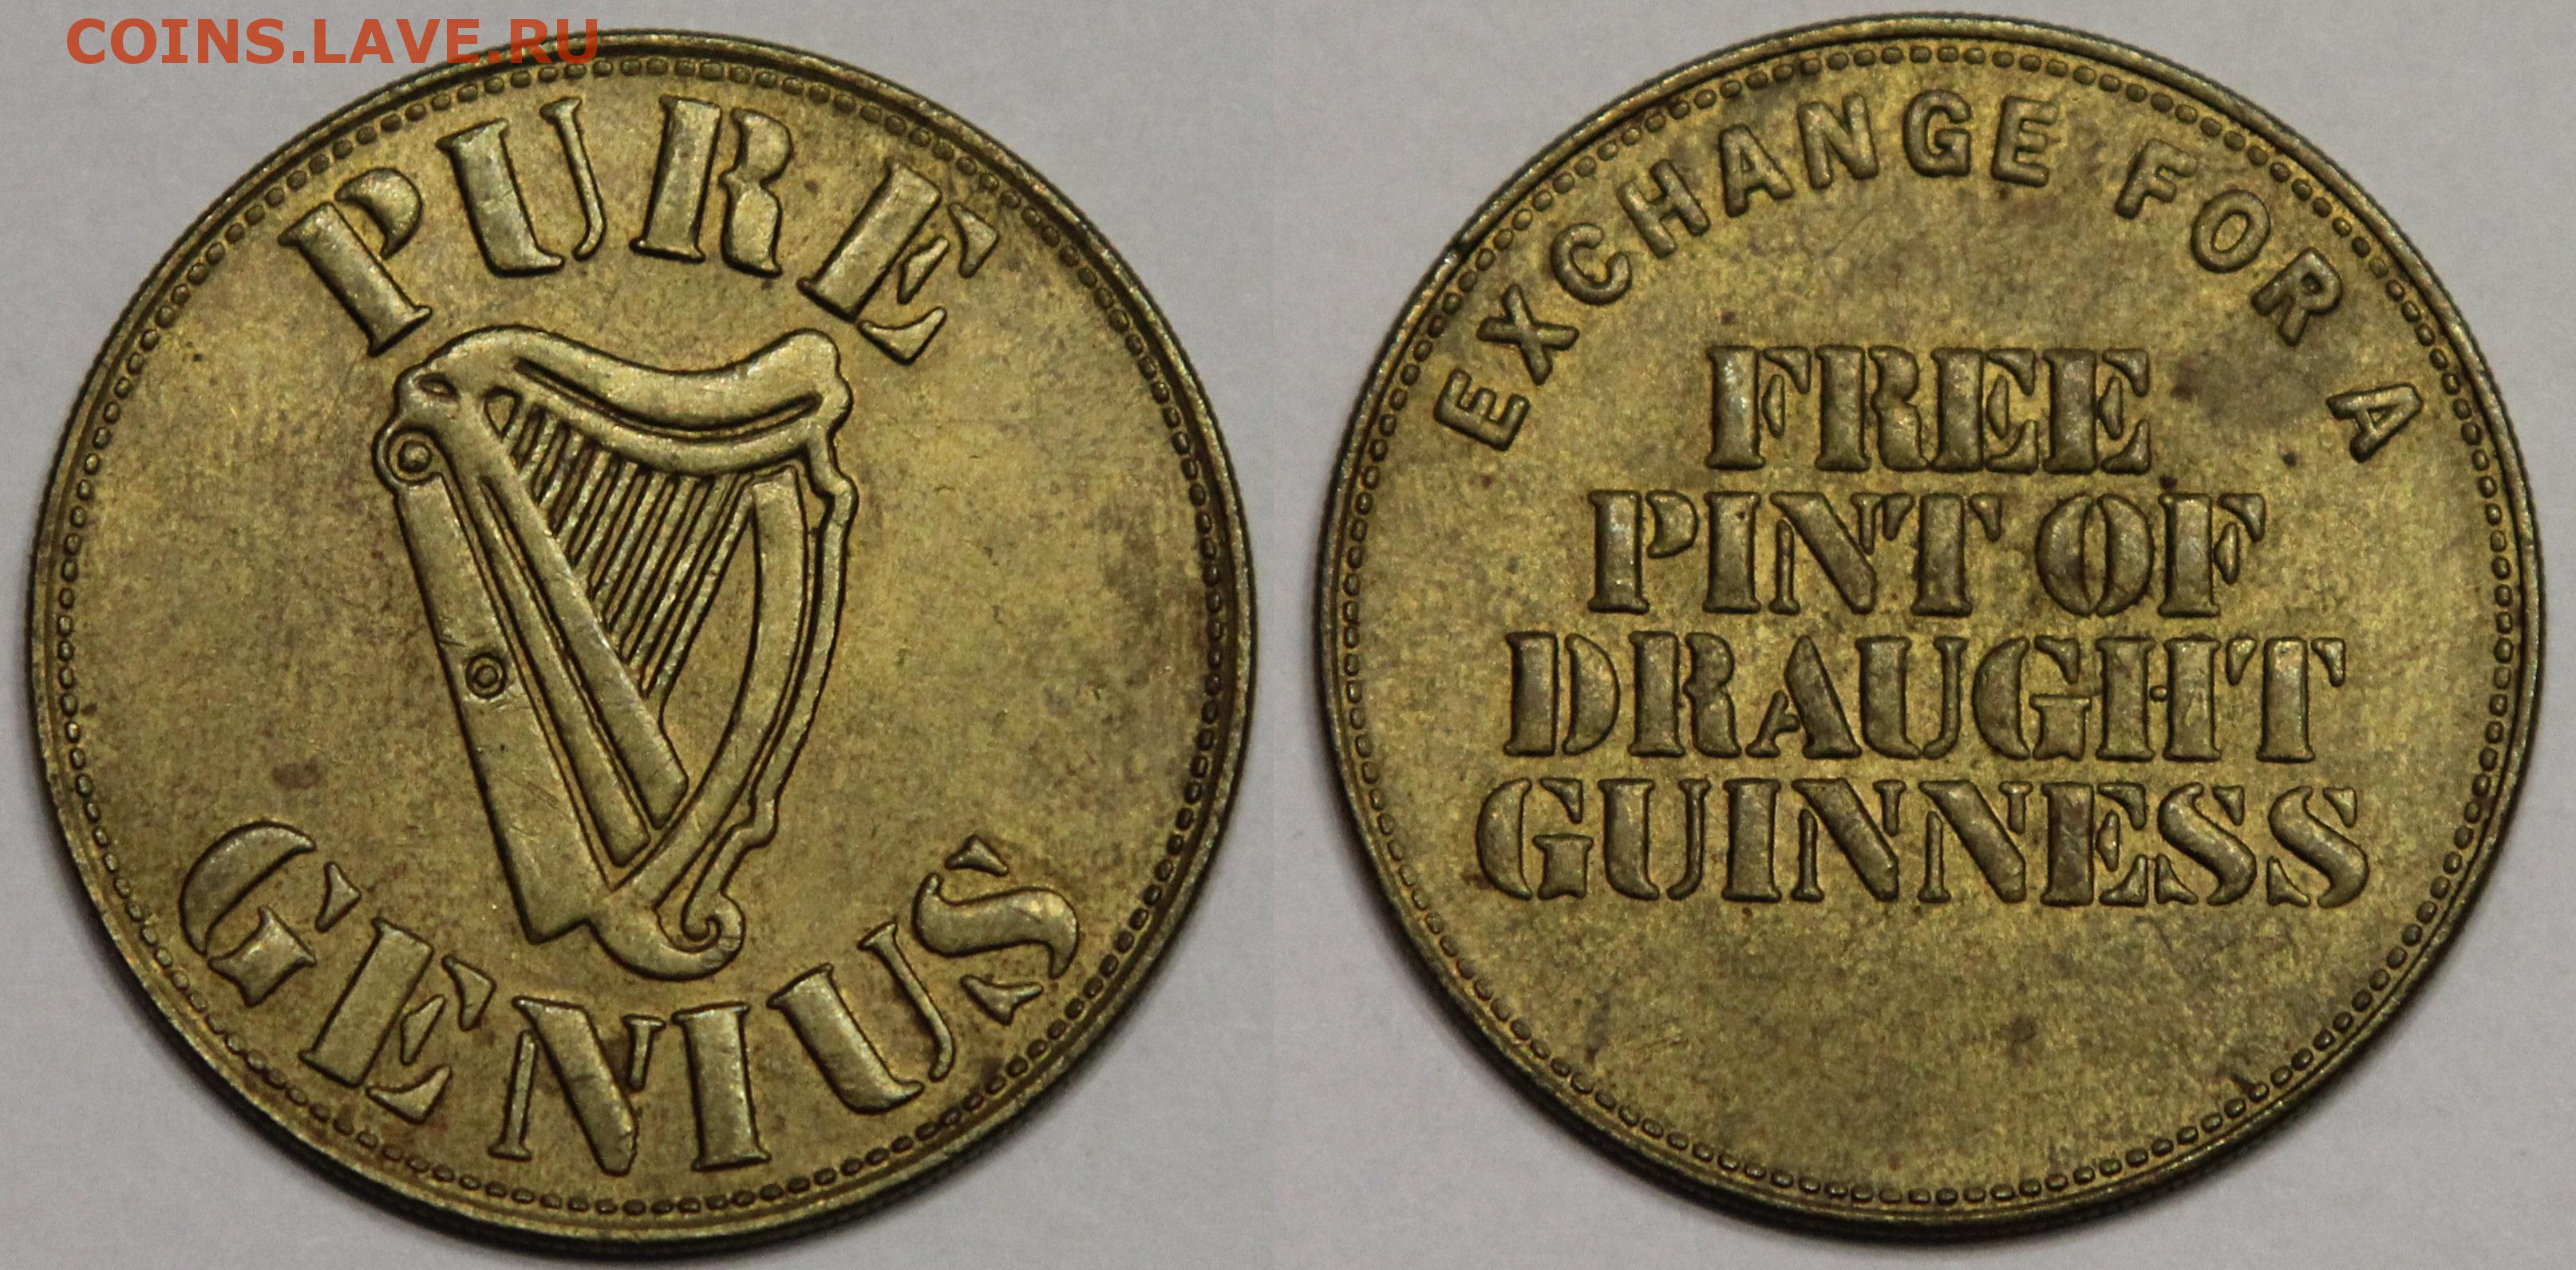 COINS.LAVE.RU
PURE
GENIUS
EXCHANGE FOR A
FREE
PINT OF
DRAUGHT
GUINNESS